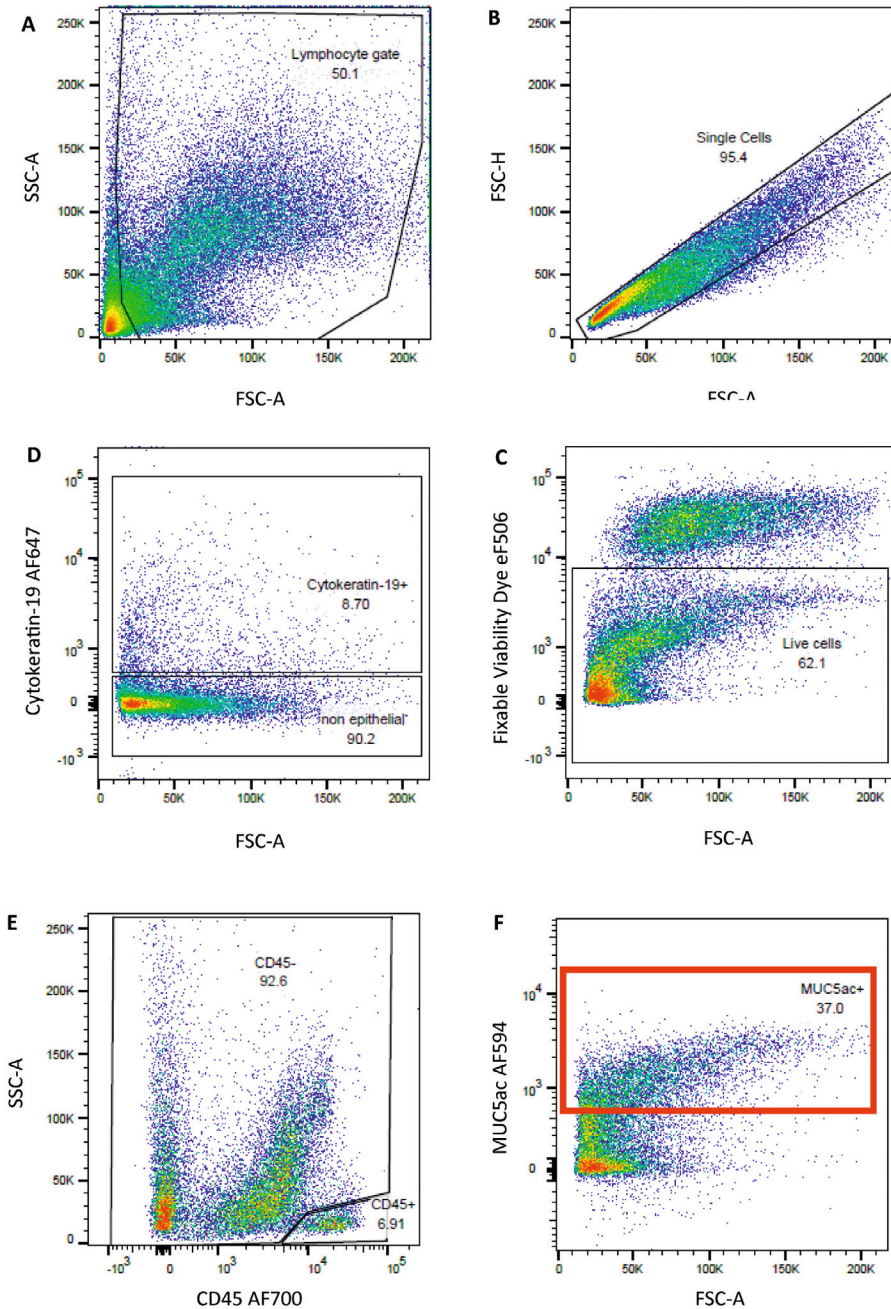 A
250K
200K
150K
100K
50K
0
SSC-A
Lymphocyte gate
50.1
0
50K
100K
150K
200K
FSC-A
B
250K
200K
150K
100K
50K
0
FSC-H
Single Cells
95.4
0
50K
100K
150K
200K
FSC-A
D
10^5
10^4
10^3
0
-10^3
Cytokeratin-19 AF647
Cytokeratin-19+
8.70
non epithelial
90.2
0
50K
100K
150K
200K
FSC-A
C
10^5
10^4
10^3
0
-10^3
Fixable Viability Dye eF506
Live cells
62.1
0
50K
100K
150K
200K
FSC-A
E
250K
200K
150K
100K
50K
0
SSC-A
CD45-
92.6
CD45+
6.91
-10^3
0
10^3
10^4
10^5
CD45 AF700
F
10^4
10^3
0
MUC5ac AF594
MUC5ac+
37.0
0
50K
100K
150K
200K
FSC-A